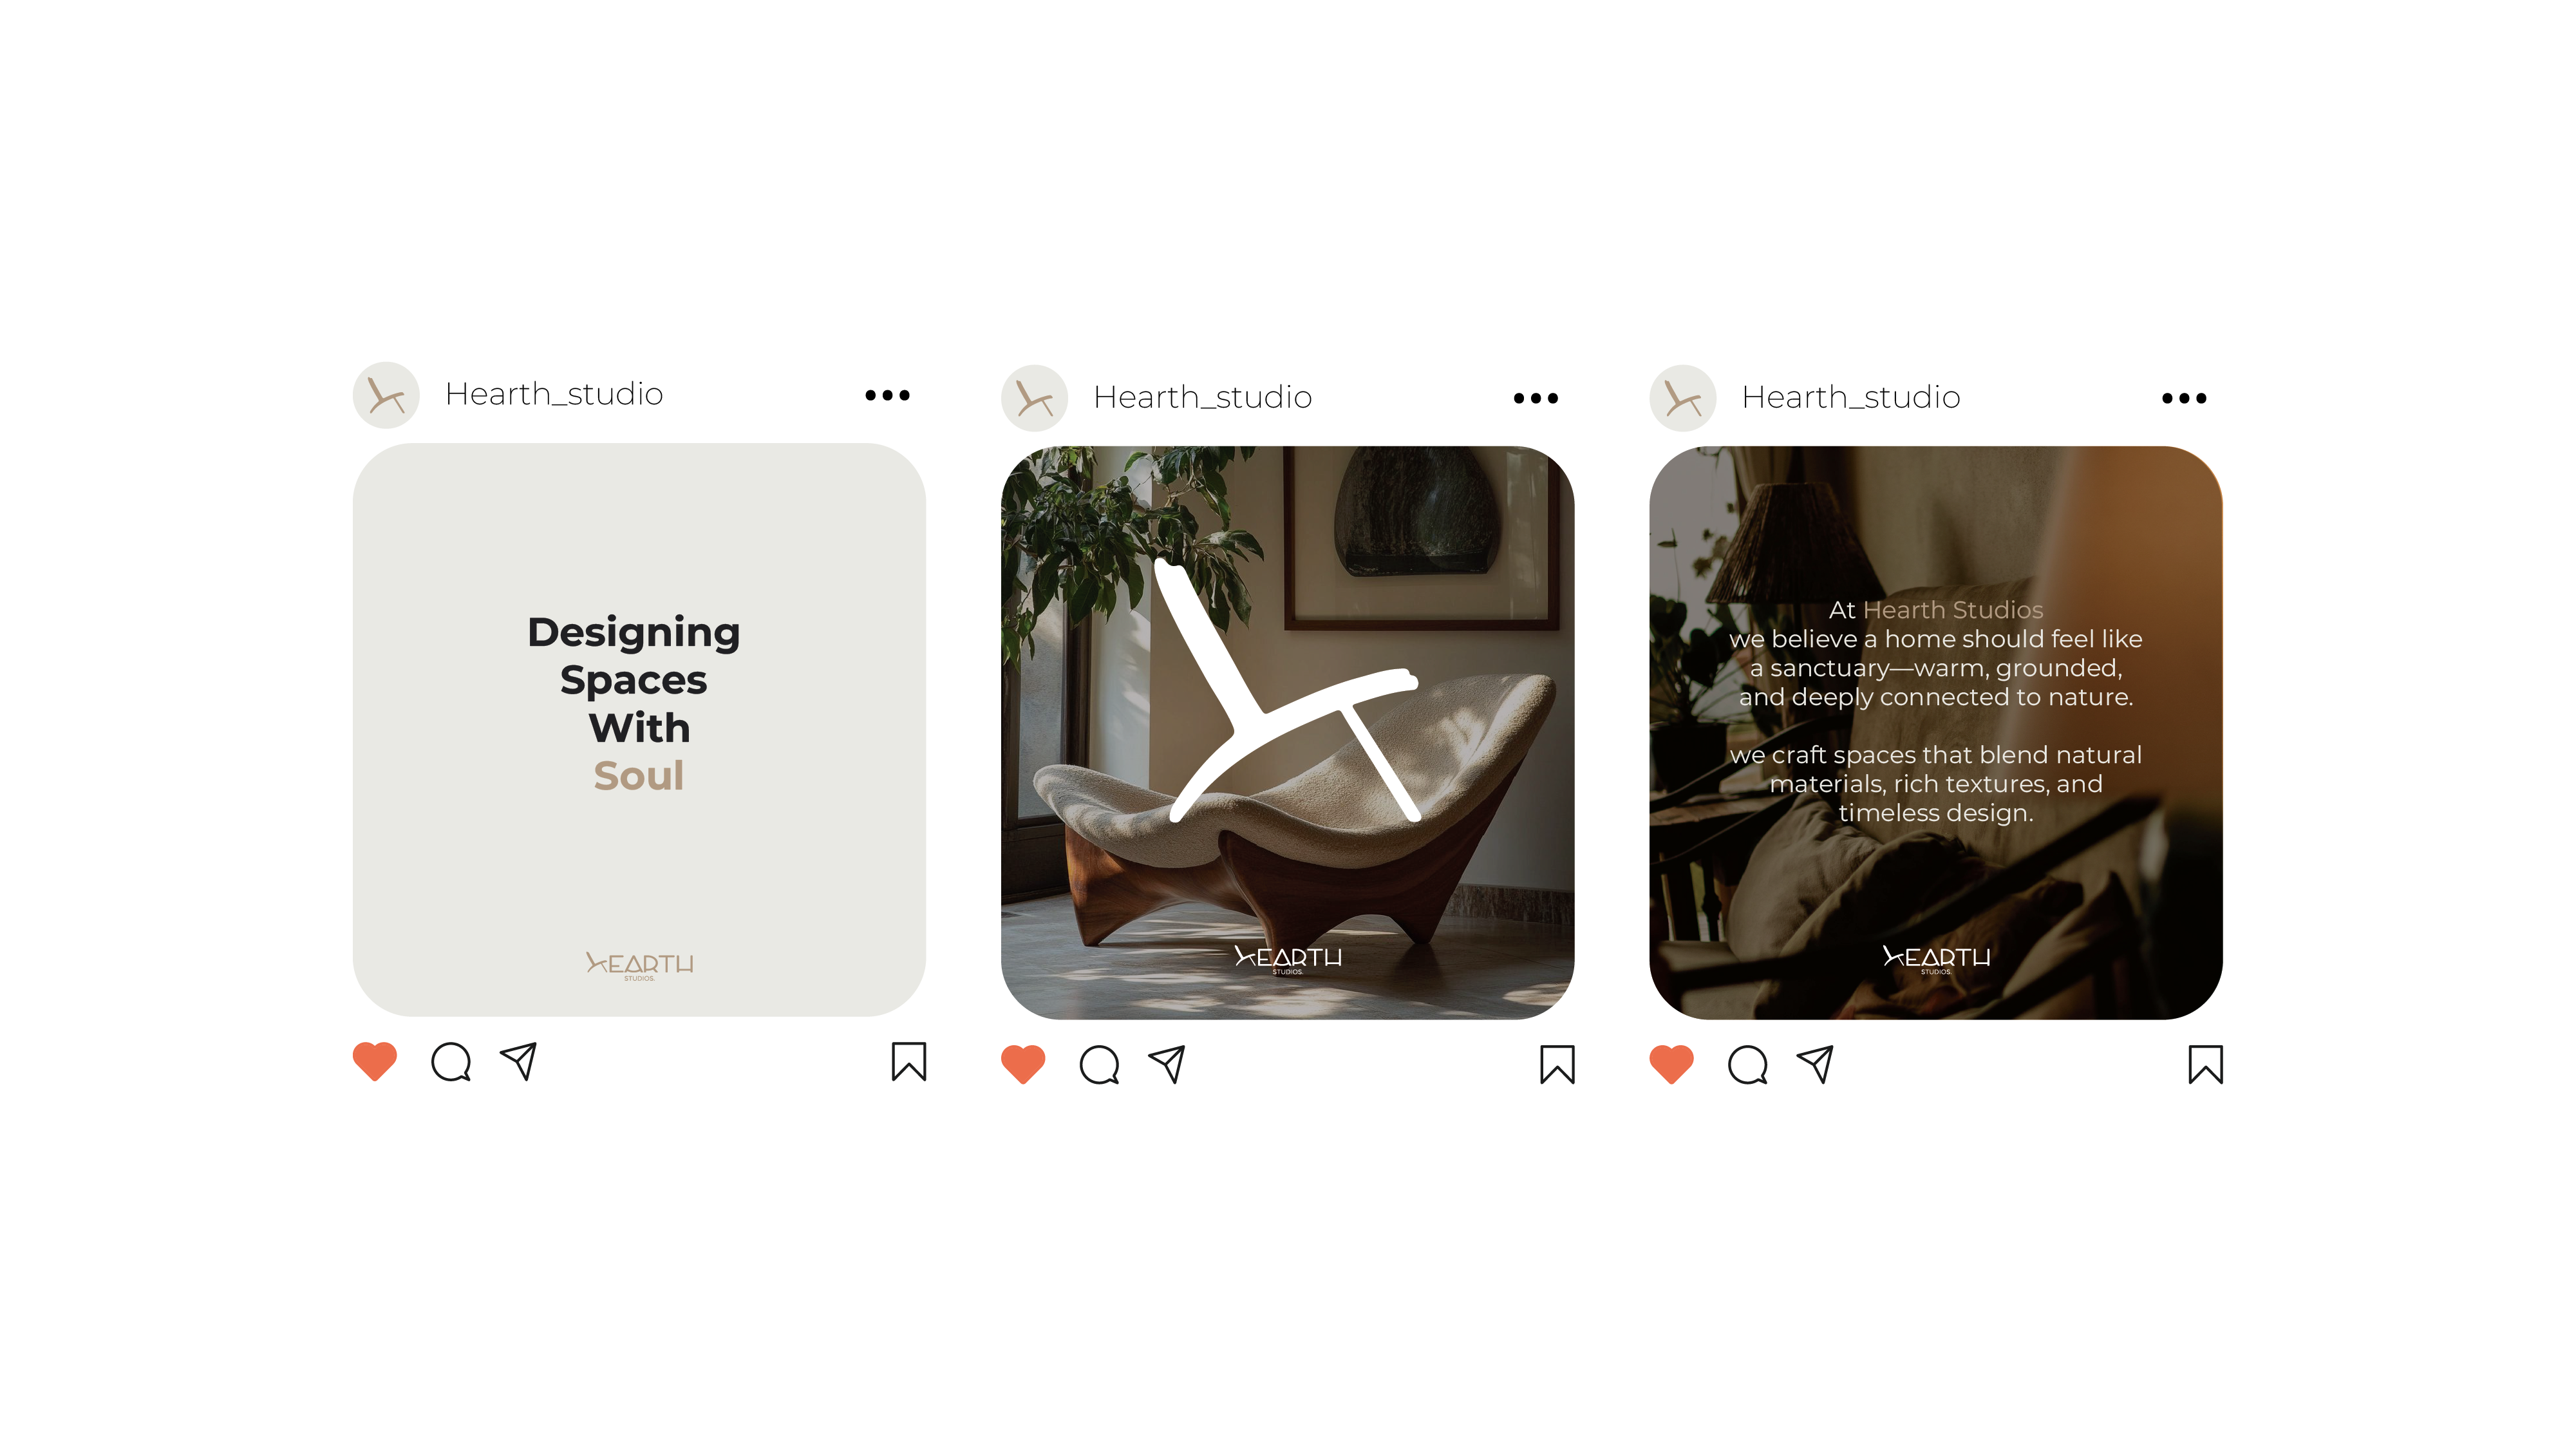 Hearth_studio
Designing
Spaces
With
Soul
HEARTH
STUDIOS.
Hearth_studio
HEARTH
STUDIOS.
Hearth_studio
At Hearth Studios
we believe a home should feel like
a sanctuary—warm, grounded,
and deeply connected to nature.
we craft spaces that blend natural
materials, rich textures, and
timeless design.
HEARTH
STUDIOS.